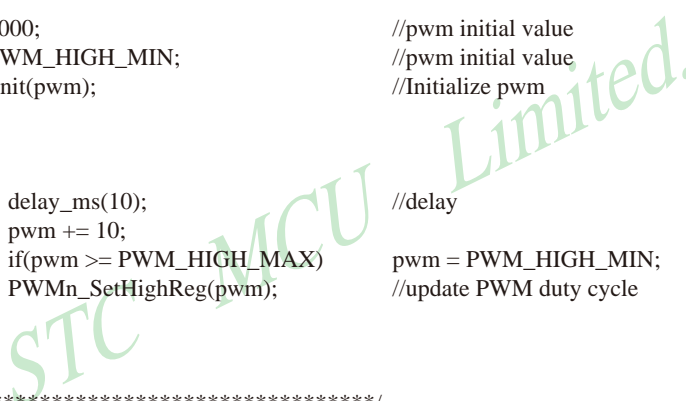 000; //pwm initial value
WM_HIGH_MIN; //pwm initial value
nit(pwm); //Initialize pwm
delay_ms(10); //delay
pwm += 10;
if(pwm >= PWM_HIGH_MAX) pwm = PWM_HIGH_MIN;
PWMn_SetHighReg(pwm); //update PWM duty cycle
STC MCU Limited.
********************************/